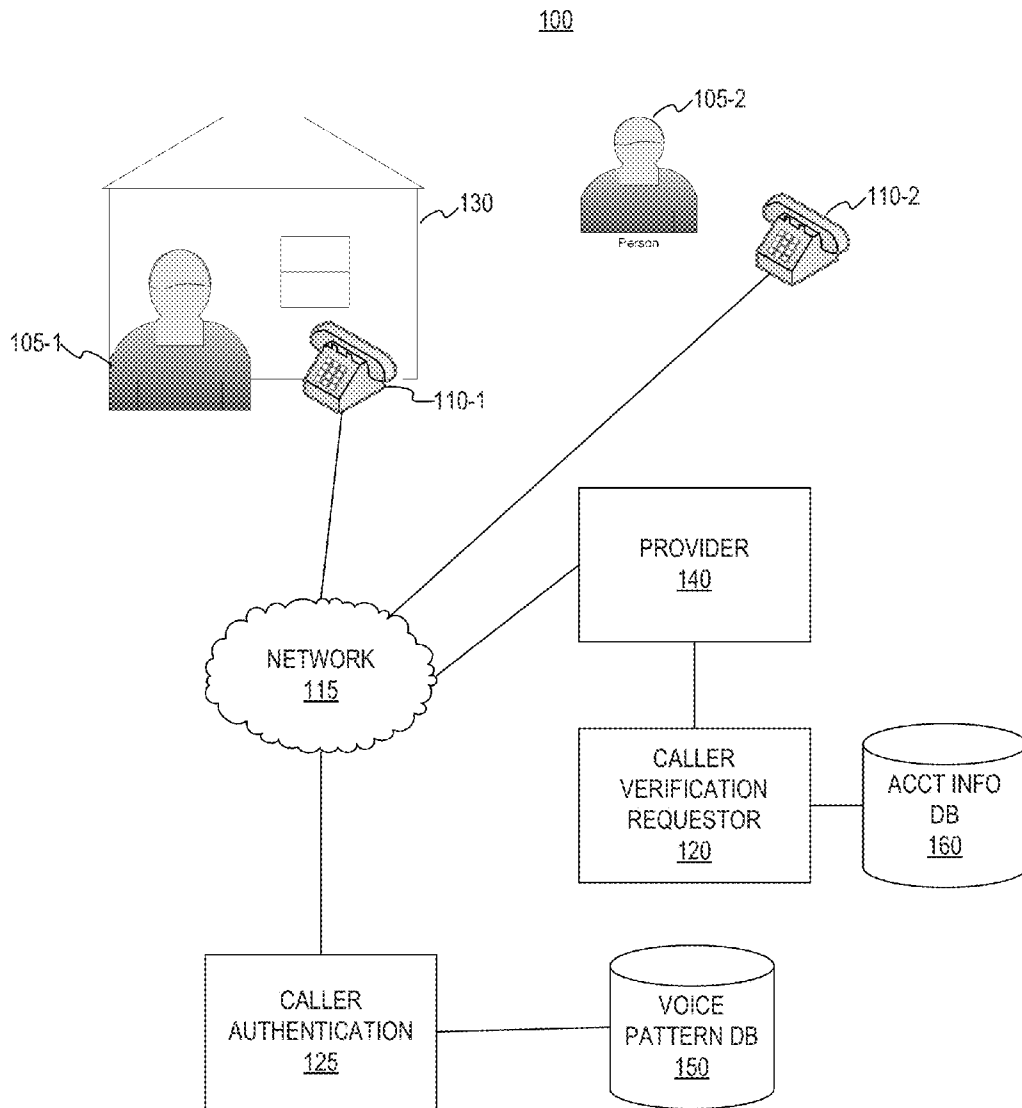 100
105-2
110-2
130
Person
105-1
110-1
PROVIDER
140
NETWORK
115
CALLER
VERIFICATION
REQUESTOR
120
ACCT INFO
DB
160
CALLER
AUTHENTICATION
125
VOICE
PATTERN DB
150